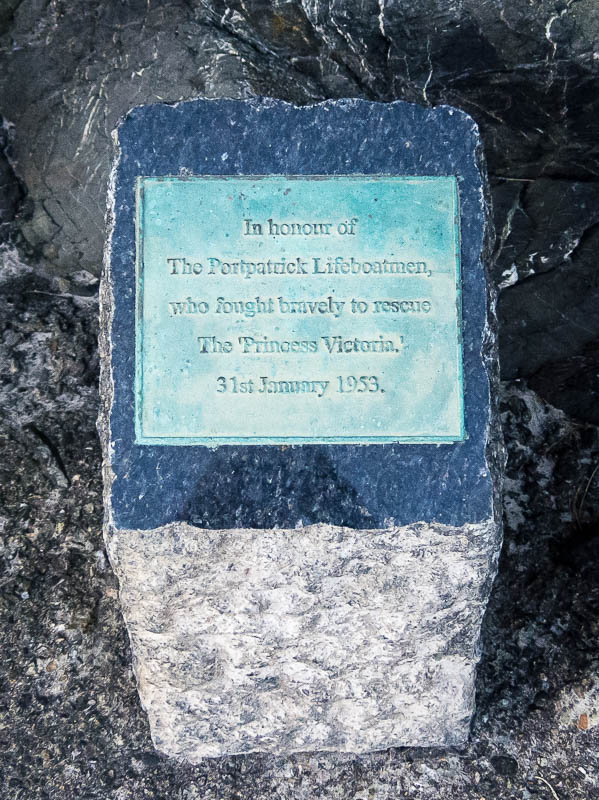 In honour of
The Portpatrick Lifeboatmen,
who fought bravely to rescue
The 'Princess Victoria.'
31st January 1953.